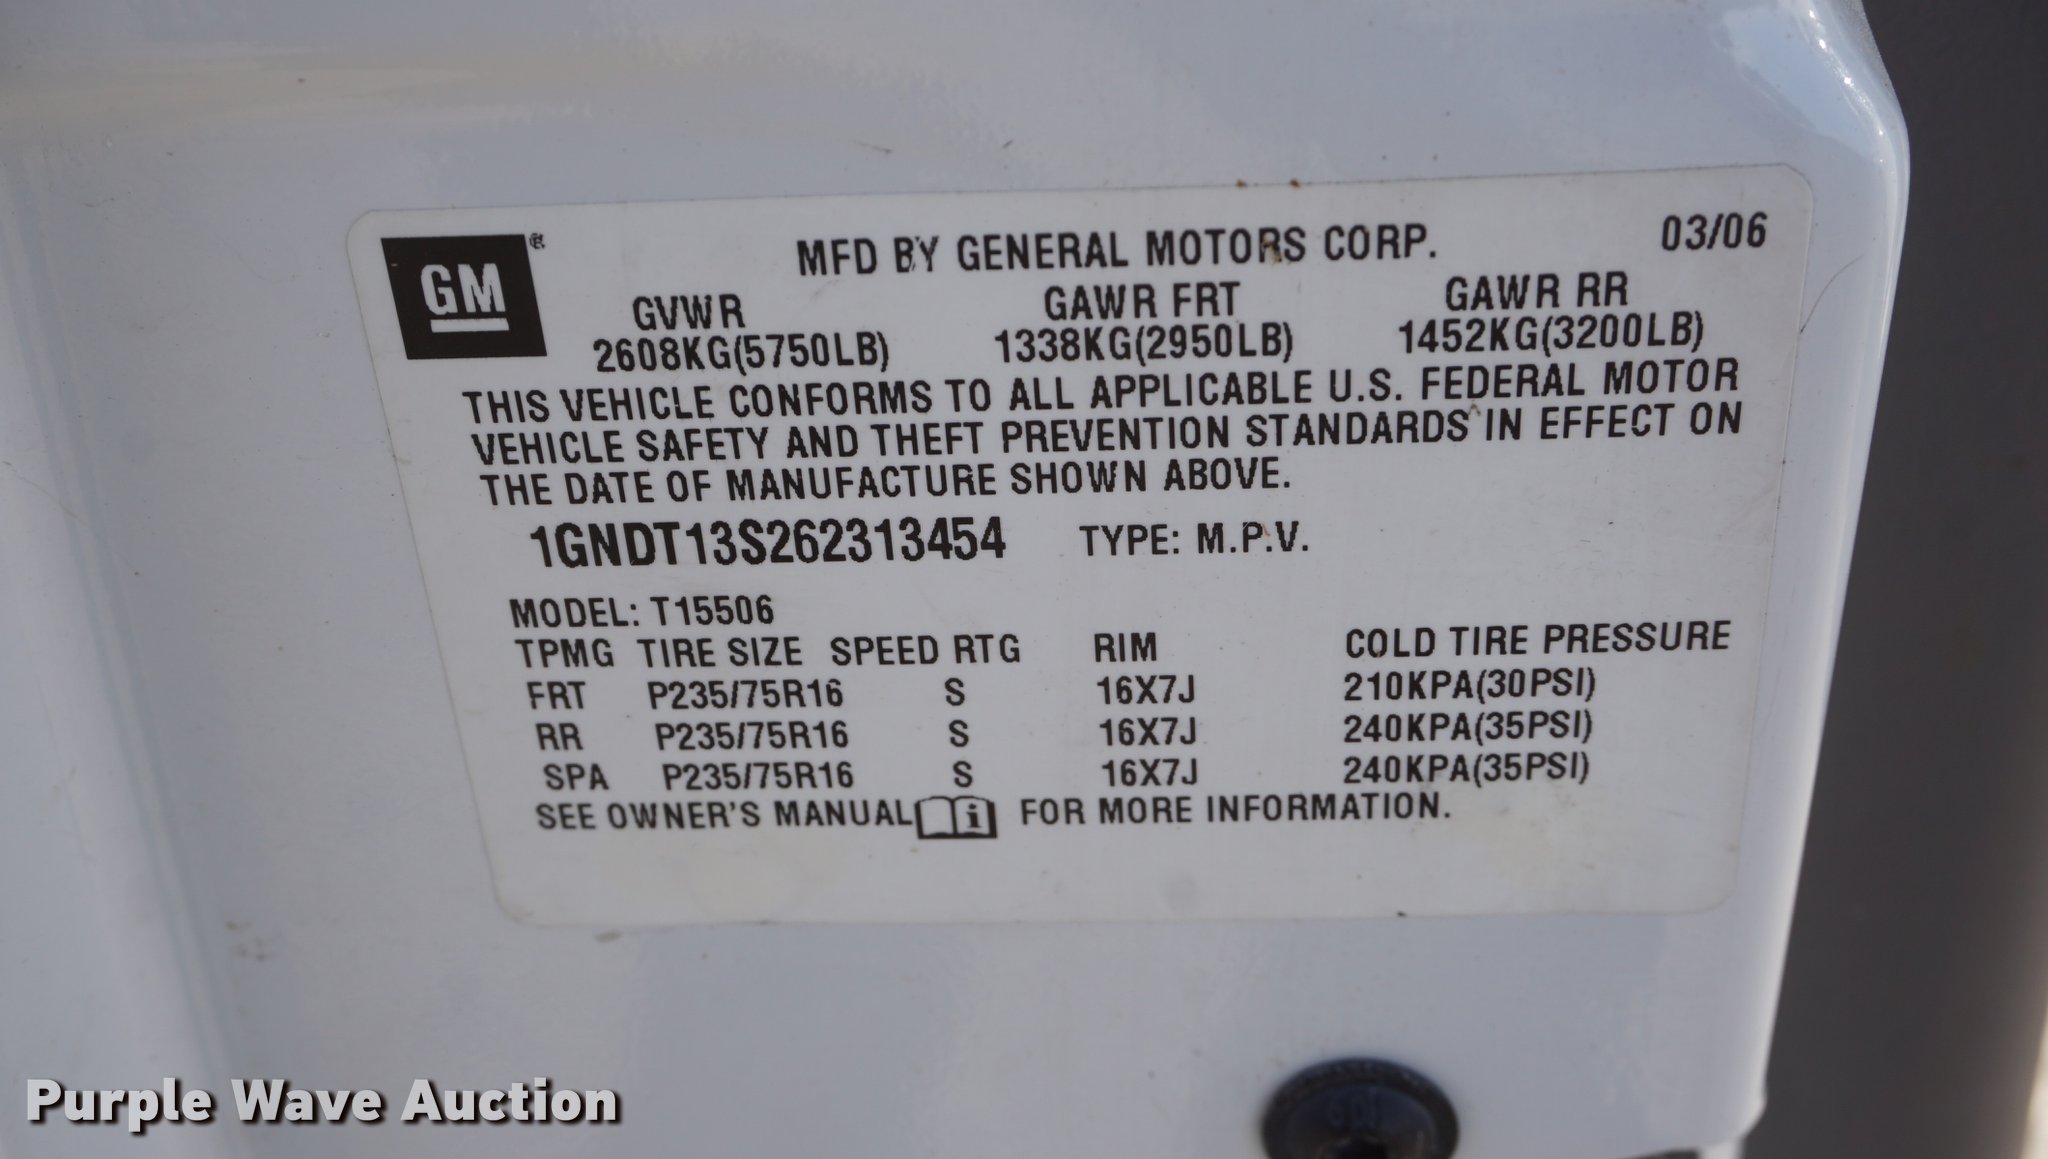 GM®
MFD BY GENERAL MOTORS CORP.
03/06
GVWR GAWR FRT GAWR RR
2608KG(5750LB) 1338KG(2950LB) 1452KG(3200LB)
THIS VEHICLE CONFORMS TO ALL APPLICABLE U.S. FEDERAL MOTOR
VEHICLE SAFETY AND THEFT PREVENTION STANDARDS IN EFFECT ON
THE DATE OF MANUFACTURE SHOWN ABOVE.
1GNDT13S262313454 TYPE: M.P.V.
MODEL: T15506
TPMG TIRE SIZE SPEED RTG RIM COLD TIRE PRESSURE
FRT P235/75R16 S 16X7J 210KPA(30PSI)
RR P235/75R16 S 16X7J 240KPA(35PSI)
SPA P235/75R16 S 16X7J 240KPA(35PSI)
SEE OWNER'S MANUAL i FOR MORE INFORMATION.
Purple Wave Auction